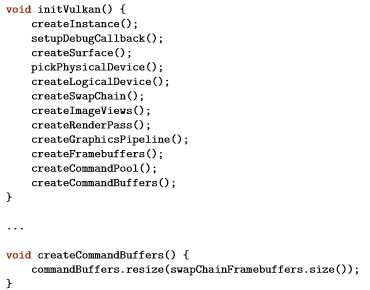 void initVulkan() {
    createInstance();
    setupDebugCallback();
    createSurface();
    pickPhysicalDevice();
    createLogicalDevice();
    createSwapChain();
    createImageViews();
    createRenderPass();
    createGraphicsPipeline();
    createFramebuffers();
    createCommandPool();
    createCommandBuffers();
}
...
void createCommandBuffers() {
    commandBuffers.resize(swapChainFramebuffers.size());
}